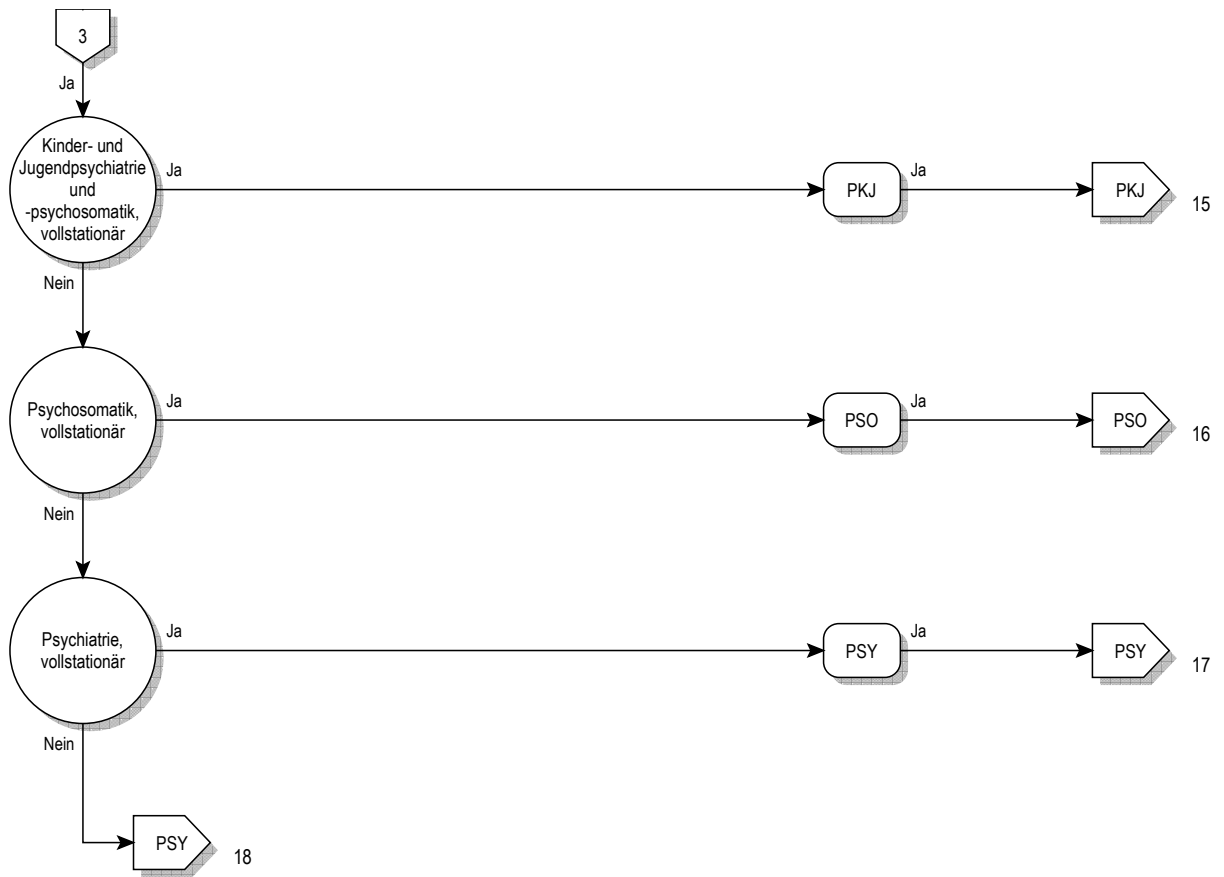 3
Ja
Kinder- und
Jugendpsychiatrie
und
-psychosomatik,
vollstationär
Ja
PKJ
Ja
PKJ
15
Nein
Psychosomatik,
vollstationär
Ja
PSO
Ja
PSO
16
Nein
Psychiatrie,
vollstationär
Ja
PSY
Ja
PSY
17
Nein
PSY
18